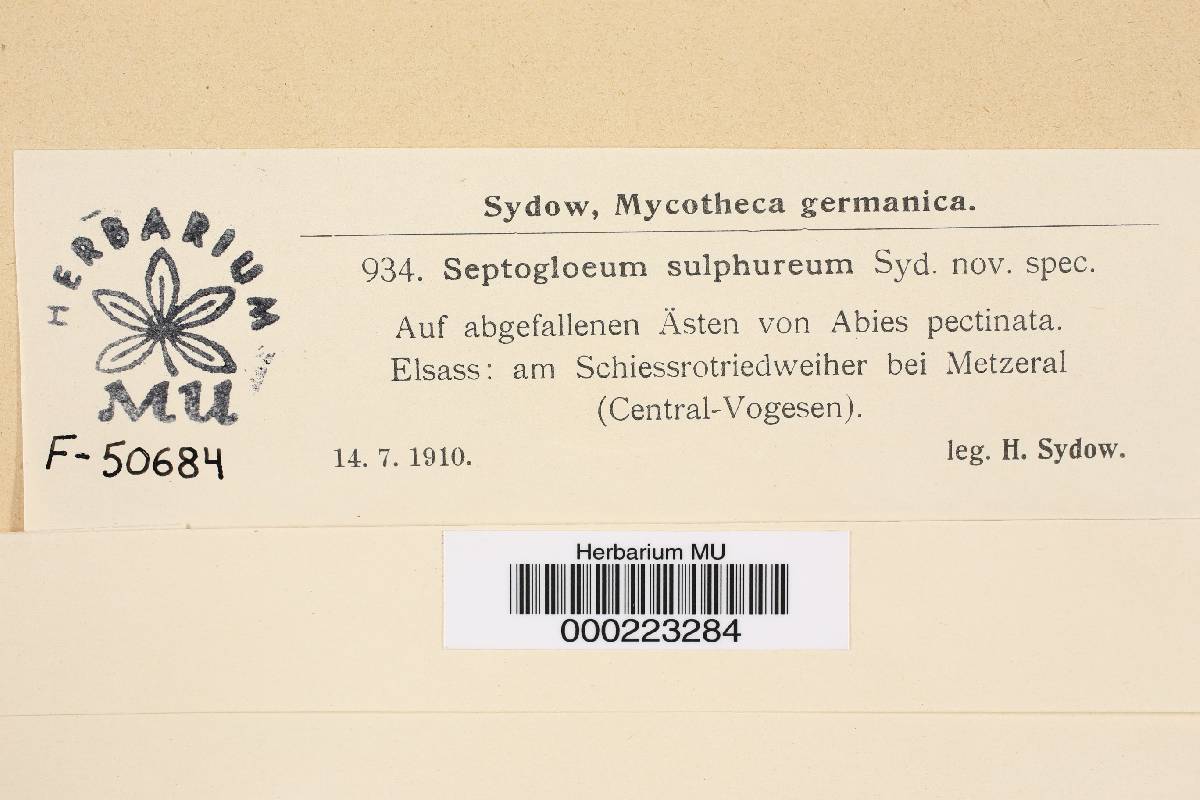 Sydow, Mycotheca germanica.
934. Septogloeum sulphureum Syd. nov. spec.
Auf abgefallenen Ästen von Abies pectinata.
Elsass: am Schiessrotriedweiher bei Metzeral
(Central-Vogesen).
14. 7. 1910. leg. H. Sydow.
HERBARIUM
MU
F-50684
Herbarium MU
000223284